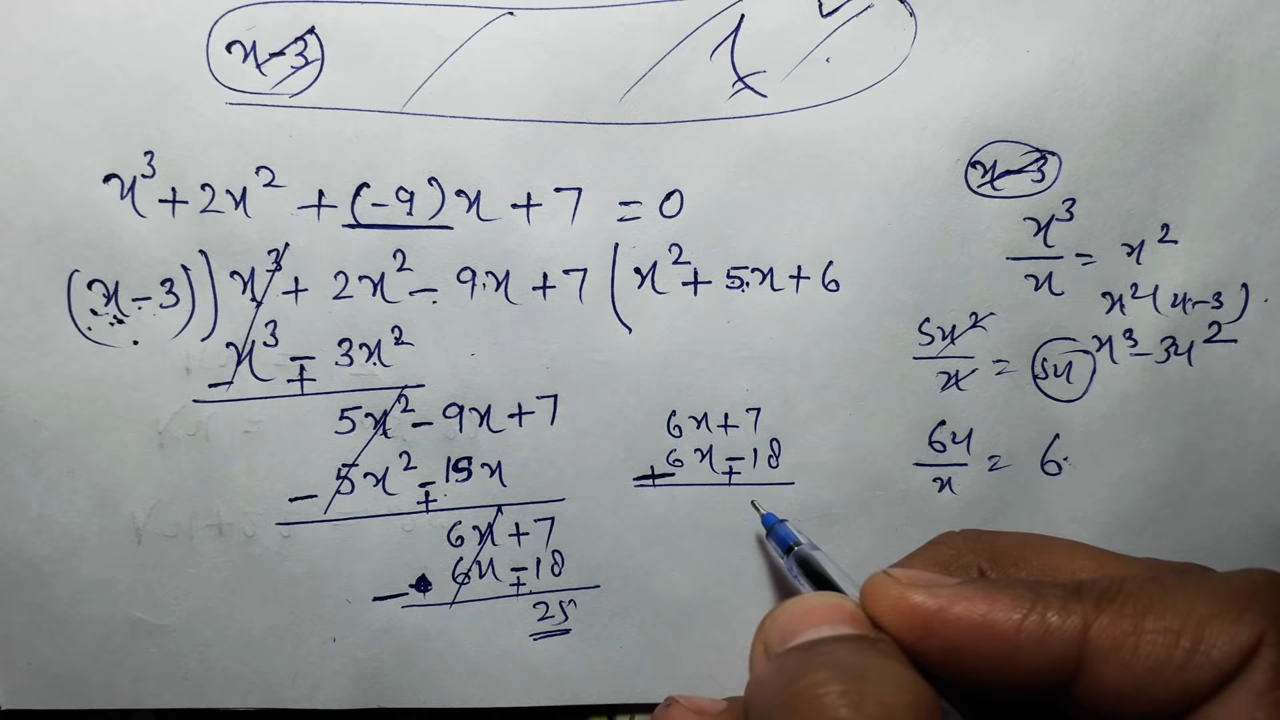 x-3
x³+2x²+(-9)x+7=0
(x-3)) x³+2x²-9x+7 (x²+5x+6
-x³-+3x²
5x²-9x+7
-5x²-+15x
6x+7
-6x-+18
25
6x+7
+6x-+18
x-3
x³/x = x²
x²(x-3).
5x²/x = 5x x³-3x²
6x/x = 6.